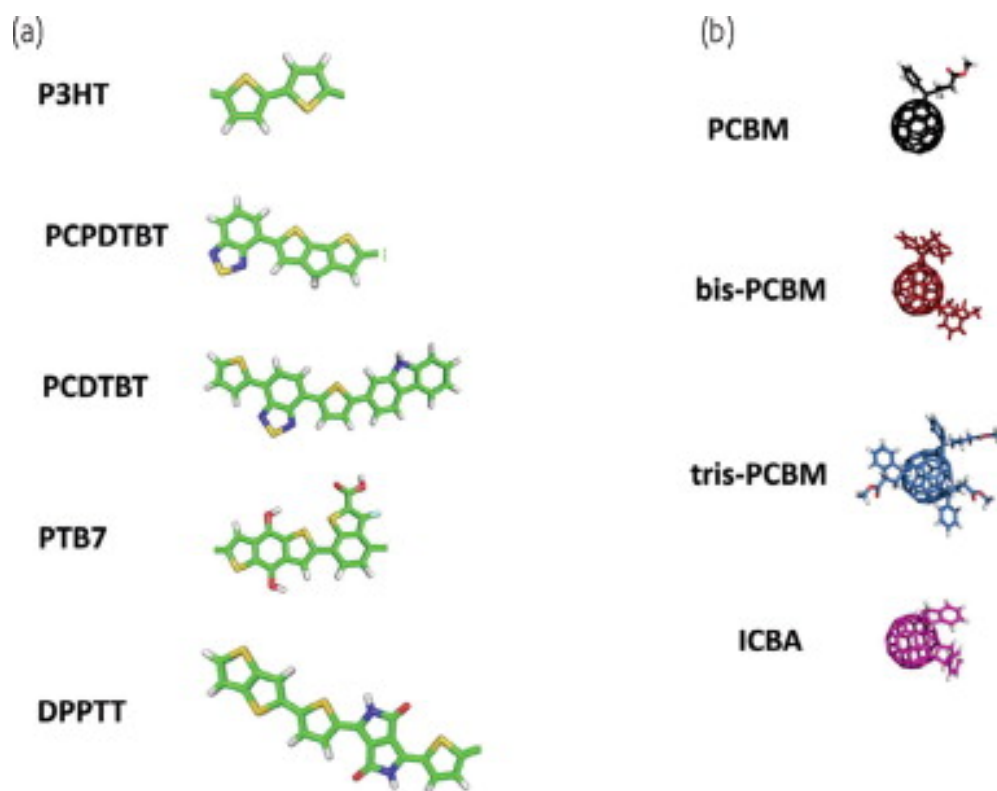 (a)
P3HT
PCPDTBT
PCDTBT
PTB7
DPPTT
(b)
PCBM
bis-PCBM
tris-PCBM
ICBA